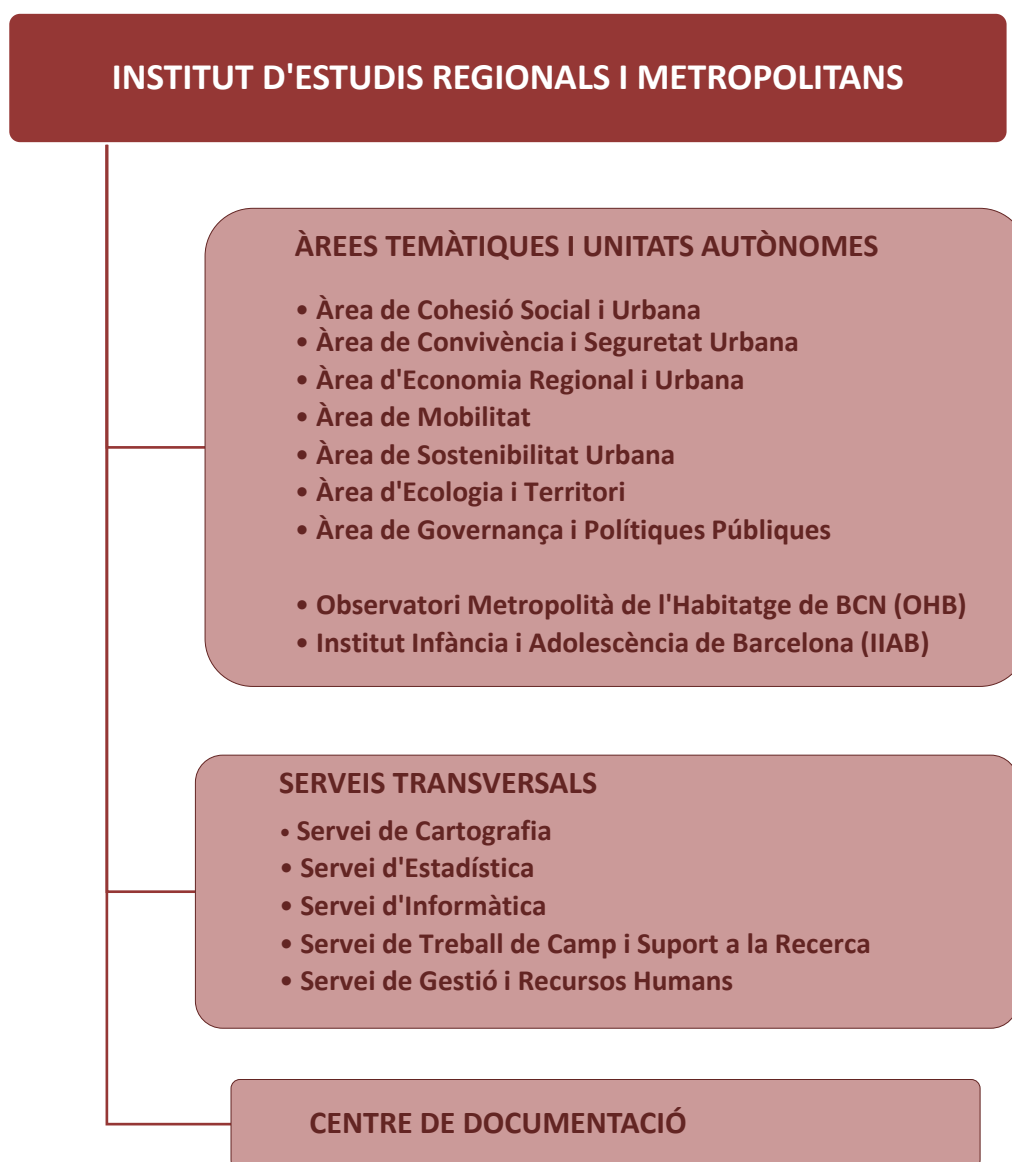 INSTITUT D'ESTUDIS REGIONALS I METROPOLITANS
ÀREES TEMÀTIQUES I UNITATS AUTÒNOMES
• Àrea de Cohesió Social i Urbana
• Àrea de Convivència i Seguretat Urbana
• Àrea d'Economia Regional i Urbana
• Àrea de Mobilitat
• Àrea de Sostenibilitat Urbana
• Àrea d'Ecologia i Territori
• Àrea de Governança i Polítiques Públiques
• Observatori Metropolità de l'Habitatge de BCN (OHB)
• Institut Infància i Adolescència de Barcelona (IIAB)
SERVEIS TRANSVERSALS
• Servei de Cartografia
• Servei d'Estadística
• Servei d'Informàtica
• Servei de Treball de Camp i Suport a la Recerca
• Servei de Gestió i Recursos Humans
CENTRE DE DOCUMENTACIÓ